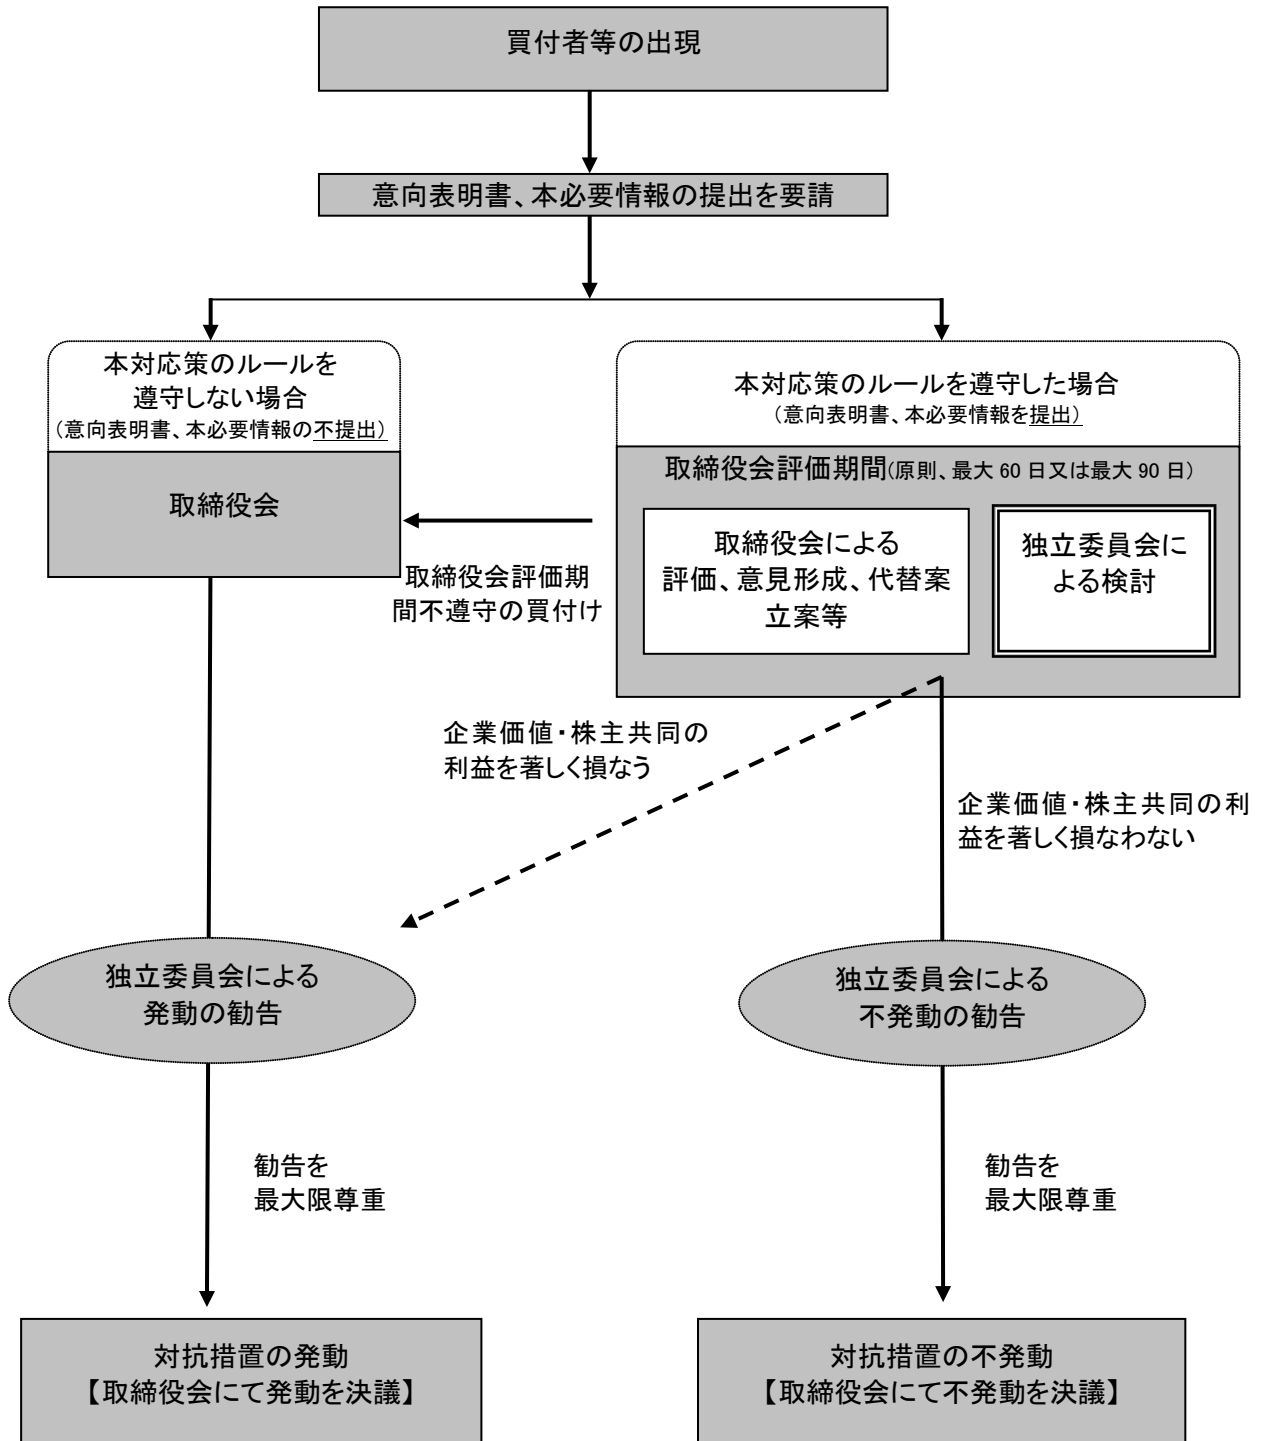 買付者等の出現
意向表明書、本必要情報の提出を要請
本対応策のルールを
遵守しない場合
（意向表明書、本必要情報の不提出）
取締役会
本対応策のルールを遵守した場合
（意向表明書、本必要情報を提出）
取締役会評価期間(原則、最大 60 日又は最大 90 日)
取締役会による
評価、意見形成、代替案
立案等
独立委員会に
よる検討
取締役会評価期
間不遵守の買付け
企業価値・株主共同の
利益を著しく損なう
企業価値・株主共同の利
益を著しく損なわない
独立委員会による
発動の勧告
独立委員会による
不発動の勧告
勧告を
最大限尊重
勧告を
最大限尊重
対抗措置の発動
【取締役会にて発動を決議】
対抗措置の不発動
【取締役会にて不発動を決議】